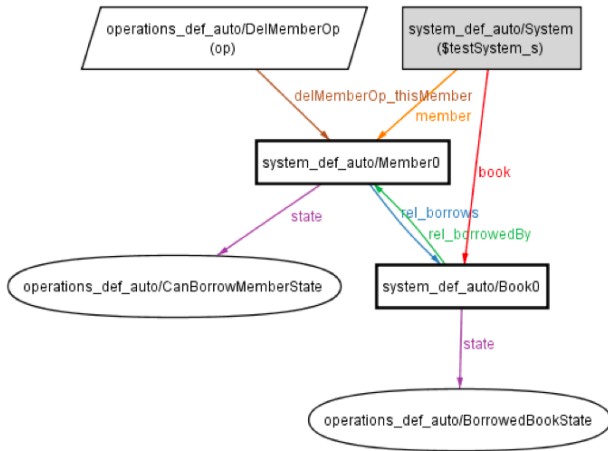 operations_def_auto/DelMemberOp
(op)
system_def_auto/System
($testSystem_s)
delMemberOp_thisMember
member
system_def_auto/Member0
book
state
rel_borrows
rel_borrowedBy
operations_def_auto/CanBorrowMemberState
system_def_auto/Book0
state
operations_def_auto/BorrowedBookState